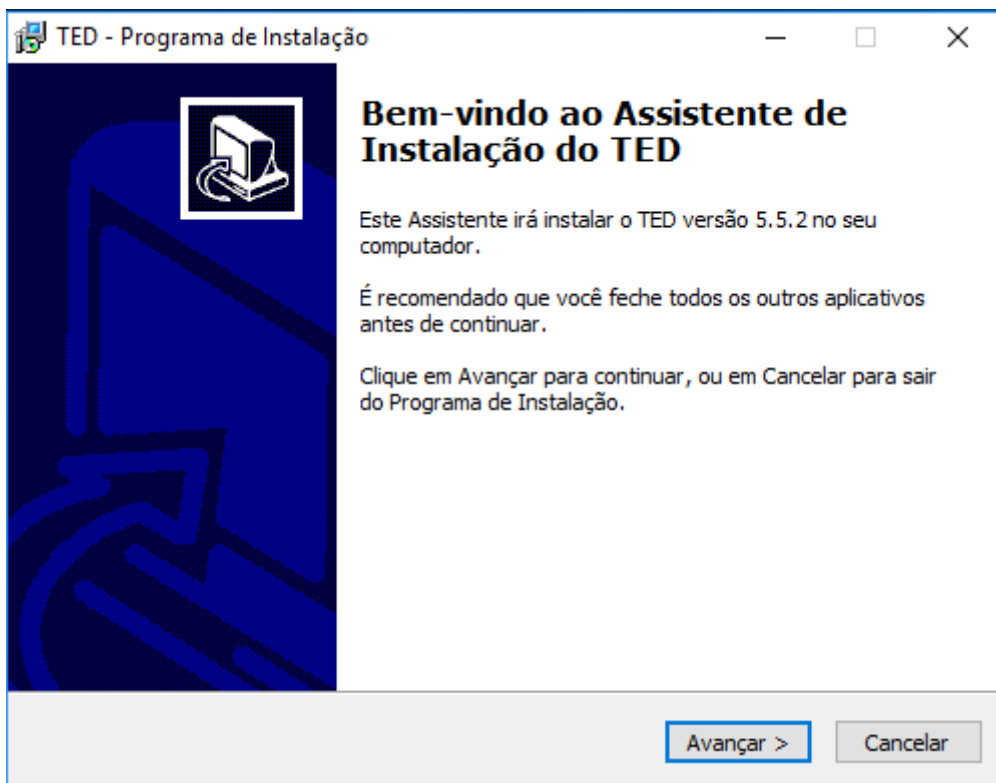 TED - Programa de Instalação
Bem-vindo ao Assistente de
Instalação do TED
Este Assistente irá instalar o TED versão 5.5.2 no seu
computador.
É recomendado que você feche todos os outros aplicativos
antes de continuar.
Clique em Avançar para continuar, ou em Cancelar para sair
do Programa de Instalação.
Avançar >
Cancelar